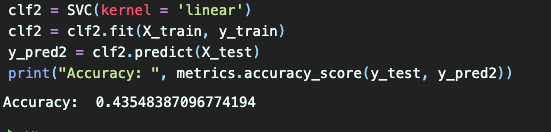 clf2 = SVC(kernel = 'linear')
clf2 = clf2.fit(X_train, y_train)
y_pred2 = clf2.predict(X_test)
print("Accuracy: ", metrics.accuracy_score(y_test, y_pred2))
Accuracy:  0.43548387096774194